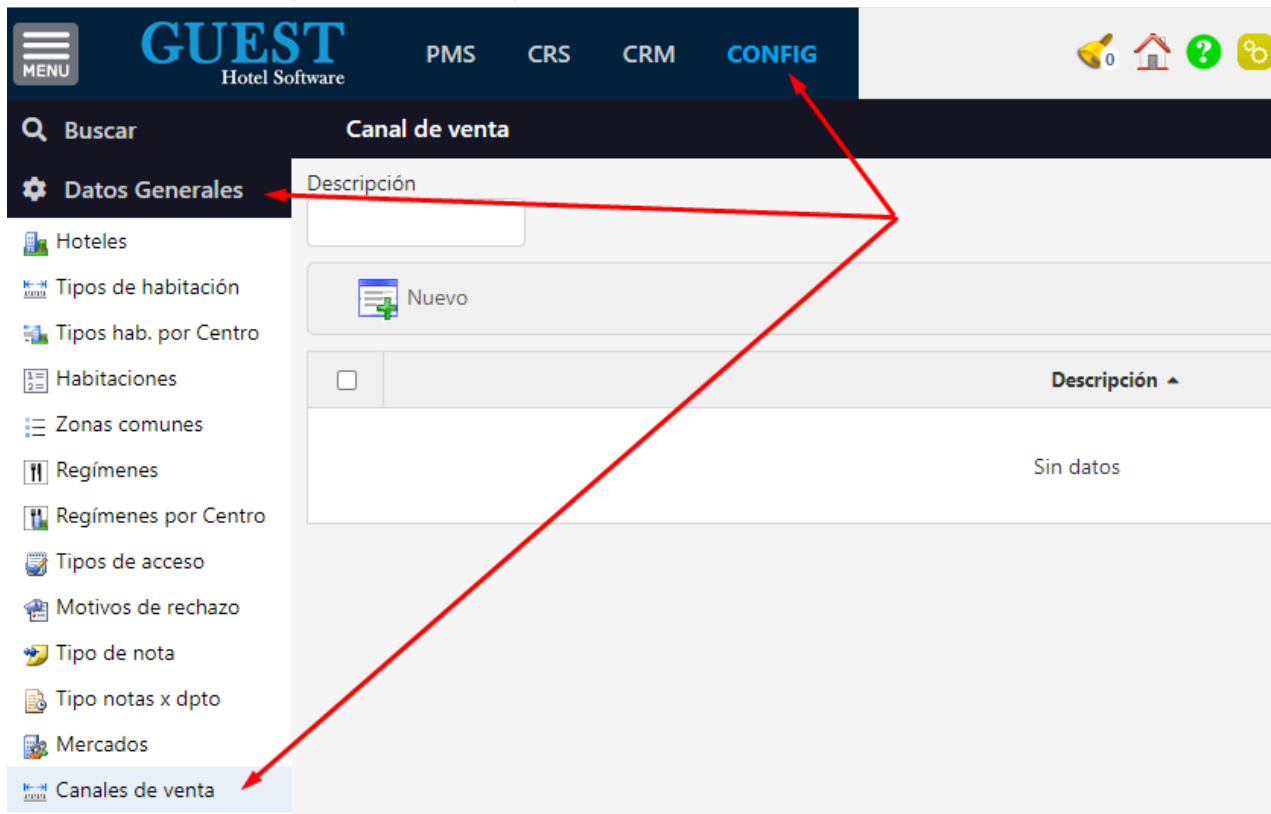 MENU
GUEST
Hotel Software
PMS CRS CRM CONFIG
0
?
Buscar
Canal de venta
Datos Generales
Descripción
Hoteles
Tipos de habitación
Nuevo
Tipos hab. por Centro
Habitaciones
Descripción
Zonas comunes
Regímenes
Sin datos
Regímenes por Centro
Tipos de acceso
Motivos de rechazo
Tipo de nota
Tipo notas x dpto
Mercados
Canales de venta